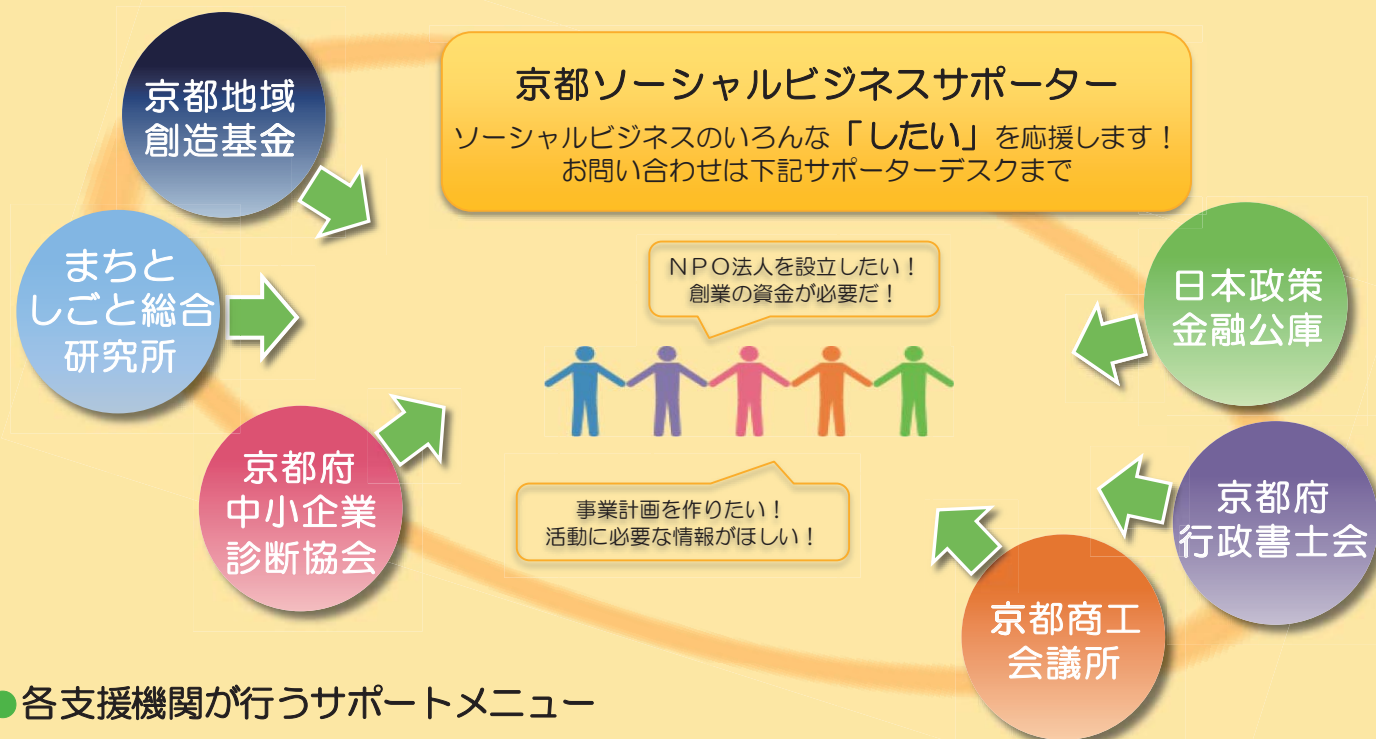 京都地域
創造基金
京都ソーシャルビジネスサポーター
ソーシャルビジネスのいろんな「したい」を応援します！
お問い合わせは下記サポーターデスクまで
まちと
しごと総合
研究所
ＮＰＯ法人を設立したい！
創業の資金が必要だ！
日本政策
金融公庫
京都府
中小企業
診断協会
事業計画を作りたい！
活動に必要な情報がほしい！
京都府
行政書士会
京都商工
会議所
●各支援機関が行うサポートメニュー